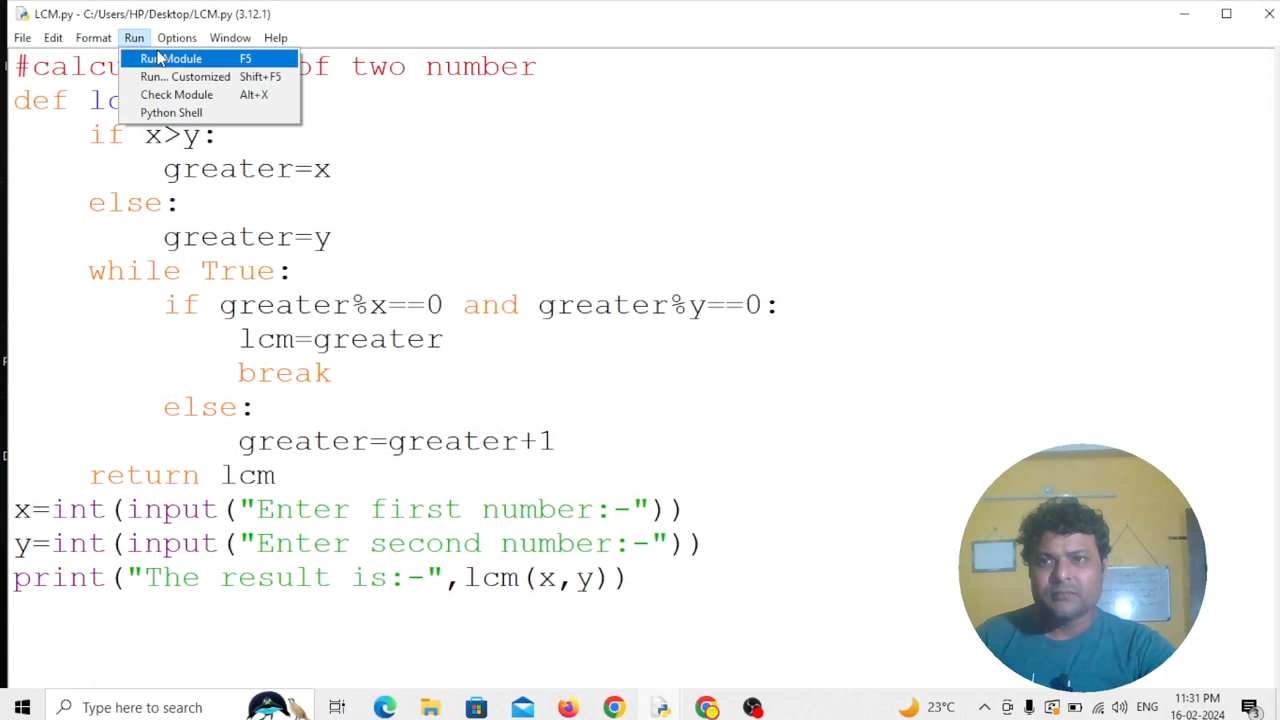 LCM.py - C:/Users/HP/Desktop/LCM.py (3.12.1)
File Edit Format Run Options Window Help
Run Module F5
Run... Customized Shift+F5
Check Module Alt+X
Python Shell
#calcu of two number
def lc
if x>y:
greater=x
else:
greater=y
while True:
if greater%x==0 and greater%y==0:
lcm=greater
break
else:
greater=greater+1
return lcm
x=int(input("Enter first number:-"))
y=int(input("Enter second number:-"))
print("The result is:-",lcm(x,y))
Type here to search
23°C
ENG
11:31 PM
16-02-2024
3